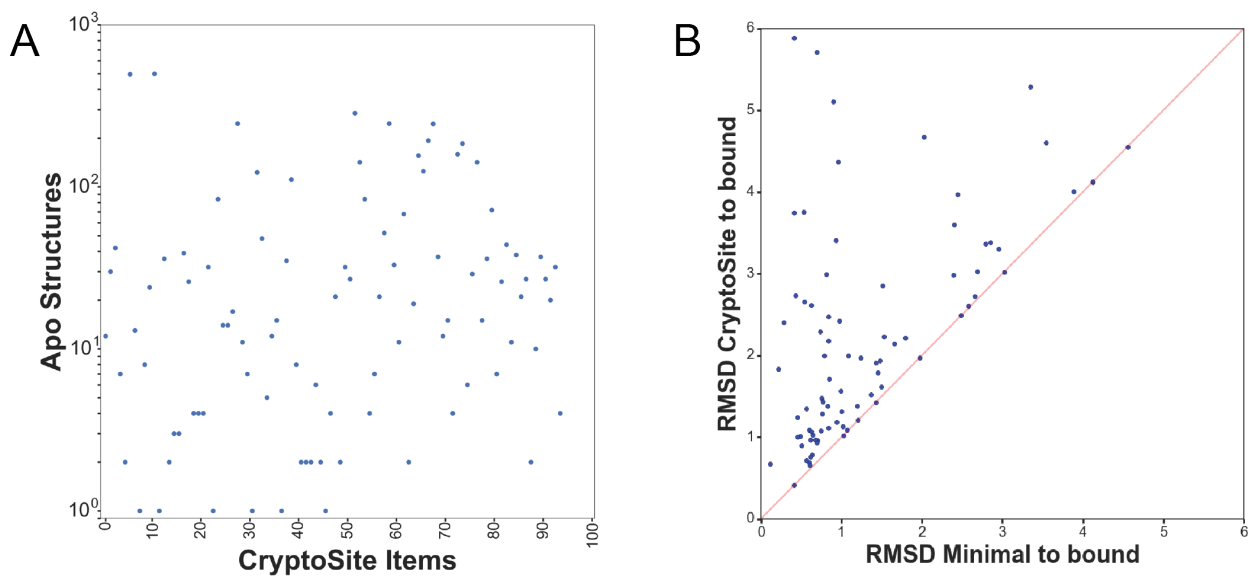 A
Apo Structures
10³
10²
10¹
10⁰
0 10 20 30 40 50 60 70 80 90 100
CryptoSite Items
B
RMSD CryptoSite to bound
6
5
4
3
2
1
0
0 1 2 3 4 5 6
RMSD Minimal to bound